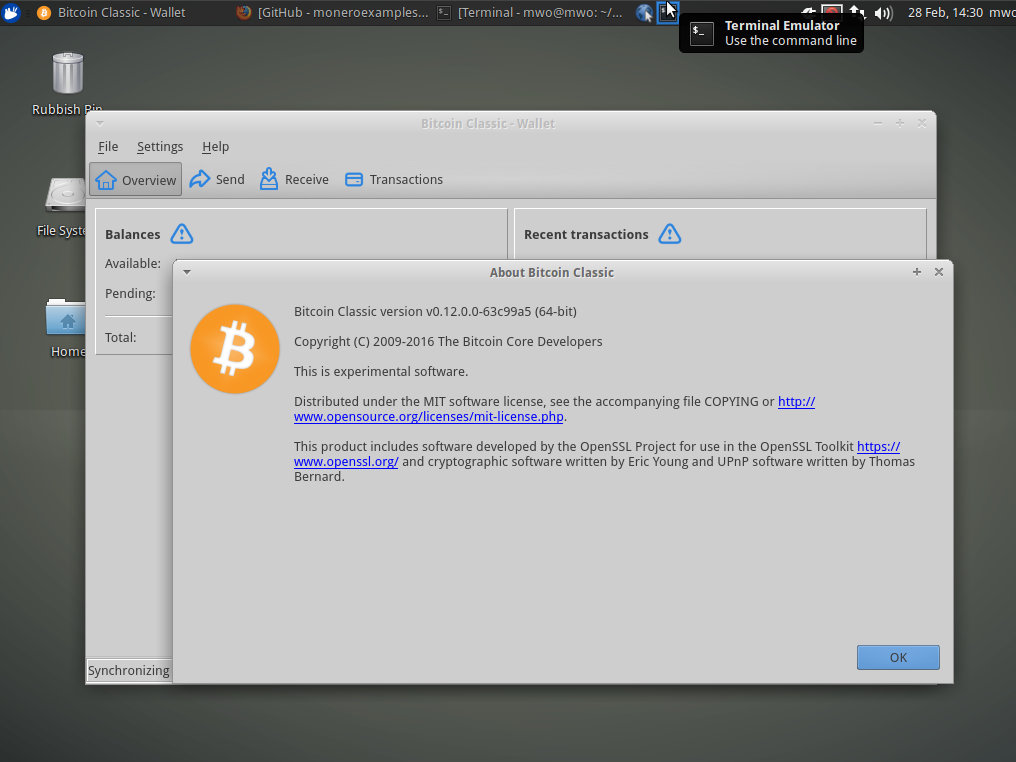 Bitcoin Classic - Wallet
[GitHub - moneroexamples...
[Terminal - mwo@mwo: ~/...
28 Feb, 14:30
mwo
Terminal Emulator
Use the command line
Rubbish Bin
File Syste
Home
Bitcoin Classic - Wallet
File Settings Help
Overview Send Receive Transactions
Balances
Recent transactions
Available:
Pending:
Total:
Synchronizing
About Bitcoin Classic
Bitcoin Classic version v0.12.0.0-63c99a5 (64-bit)
Copyright (C) 2009-2016 The Bitcoin Core Developers
This is experimental software.
Distributed under the MIT software license, see the accompanying file COPYING or http://
www.opensource.org/licenses/mit-license.php.
This product includes software developed by the OpenSSL Project for use in the OpenSSL Toolkit https://
www.openssl.org/ and cryptographic software written by Eric Young and UPnP software written by Thomas
Bernard.
OK